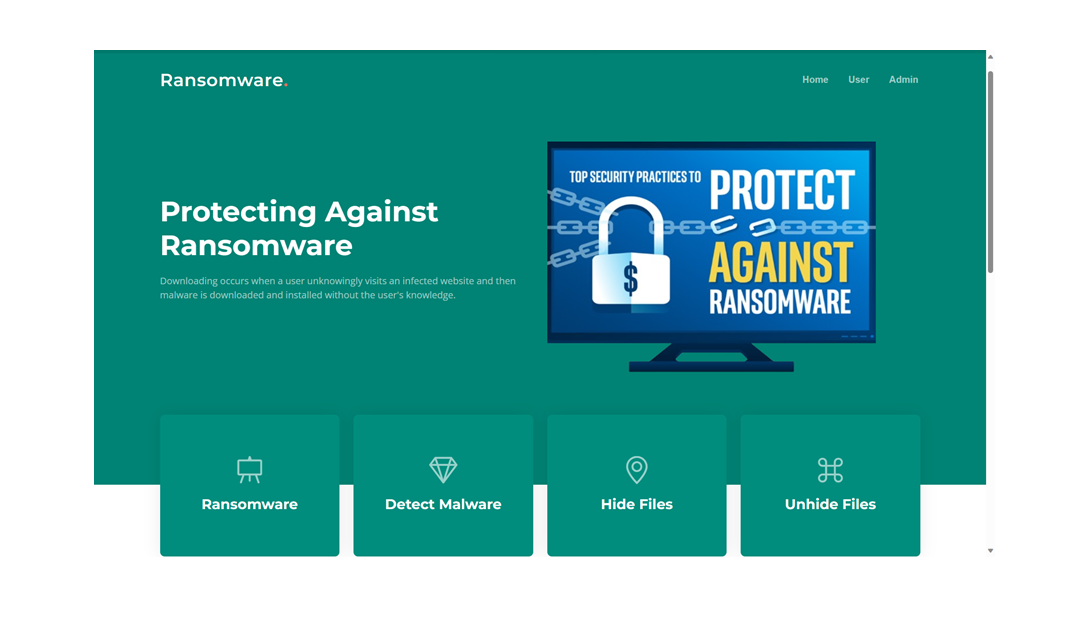 Ransomware.
Home User Admin
TOP SECURITY PRACTICES TO
PROTECT
AGAINST
RANSOMWARE
$
Protecting Against
Ransomware
Downloading occurs when a user unknowingly visits an infected website and then
malware is downloaded and installed without the user's knowledge.
Ransomware
Detect Malware
Hide Files
Unhide Files